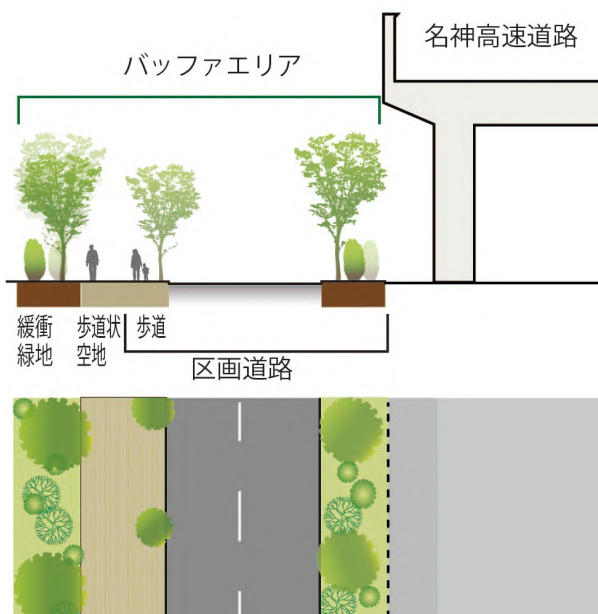 名神高速道路
バッファエリア
緩衝
緑地
歩道状
空地
歩道
区画道路